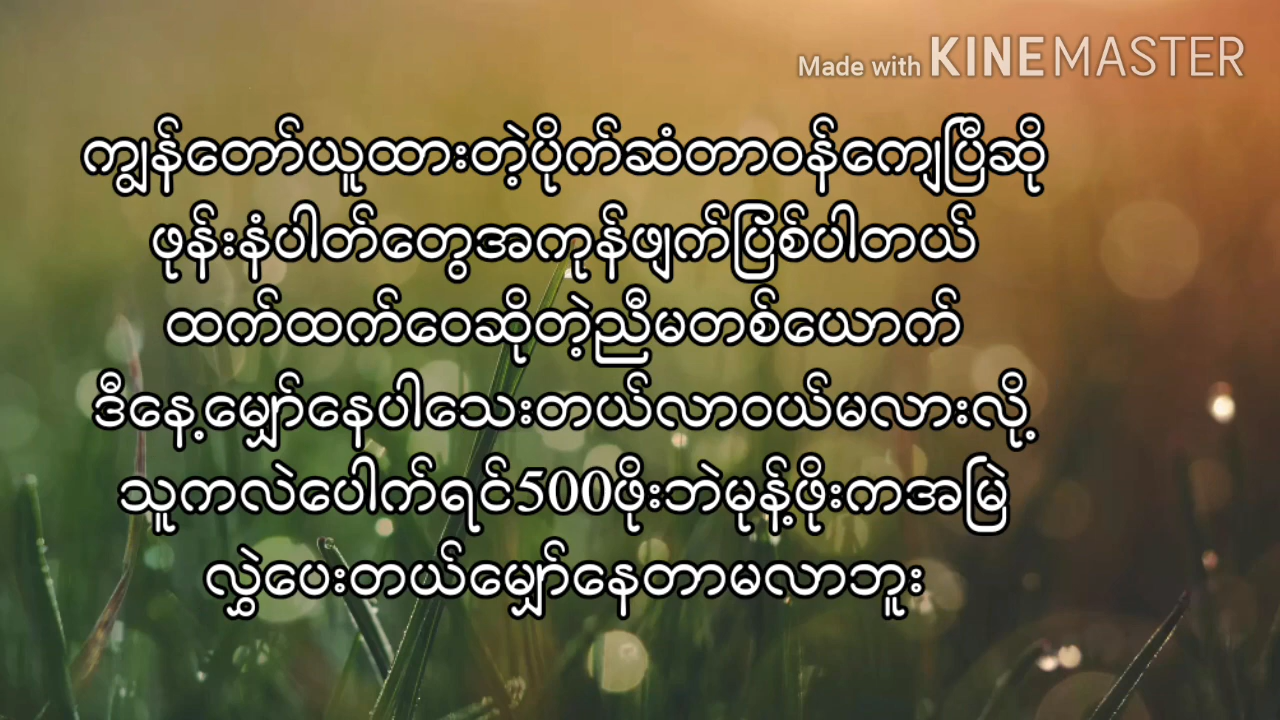 Made with KINEMASTER
ကျွန်တော်ယူထားတဲ့ပိုက်ဆံတာဝန်ကျေပြီဆို
ဖုန်းနံပါတ်တွေအကုန်ဖျက်ပြစ်ပါတယ်
ထက်ထက်ဝေဆိုတဲ့ညီမတစ်ယောက်
ဒီနေ့မျှော်နေပါသေးတယ်လာဝယ်မလားလို့
သူကလဲပေါက်ရင်500ဖိုးဘဲမုန့်ဖိုးကအမြဲ
လွှဲပေးတယ်မျှော်နေတာမလာဘူး